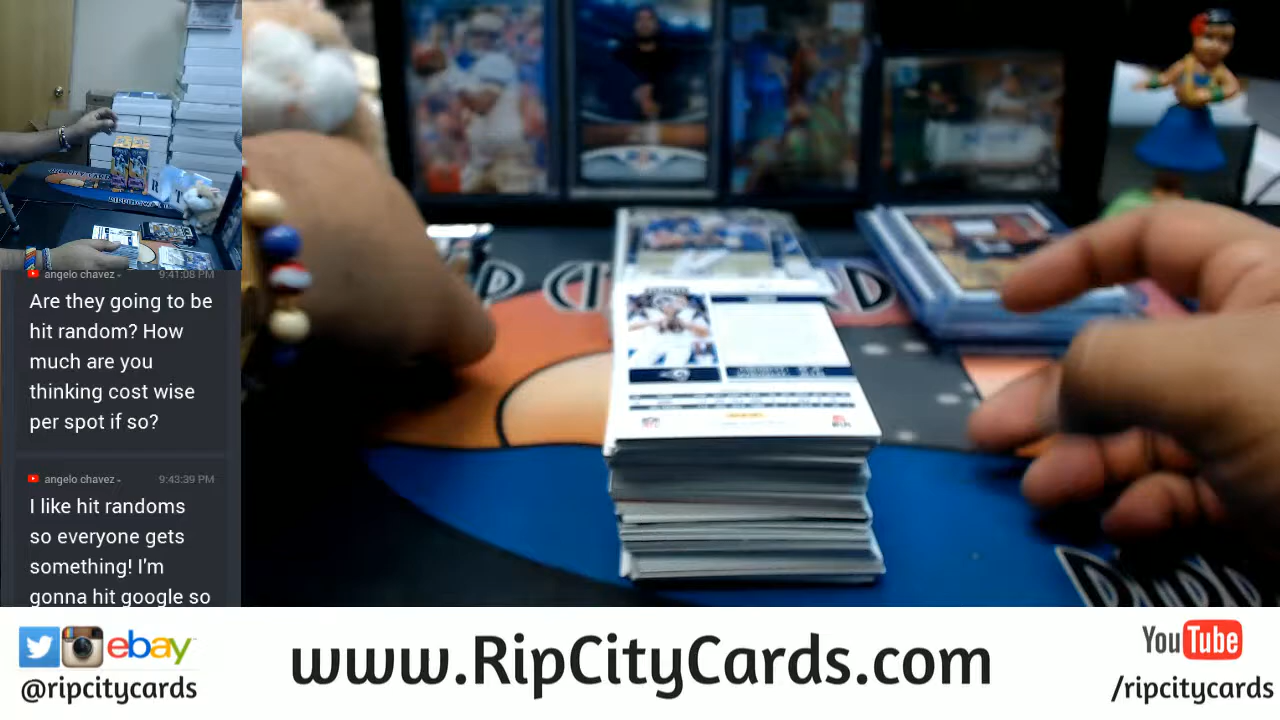 angelo chavez
9:41:08 PM
Are they going to be
hit random? How
much are you
thinking cost wise
per spot if so?
angelo chavez
9:43:39 PM
I like hit randoms
so everyone gets
something! I'm
gonna hit google so
ebay
@ripcitycards
www.RipCityCards.com
YouTube
/ripcitycards